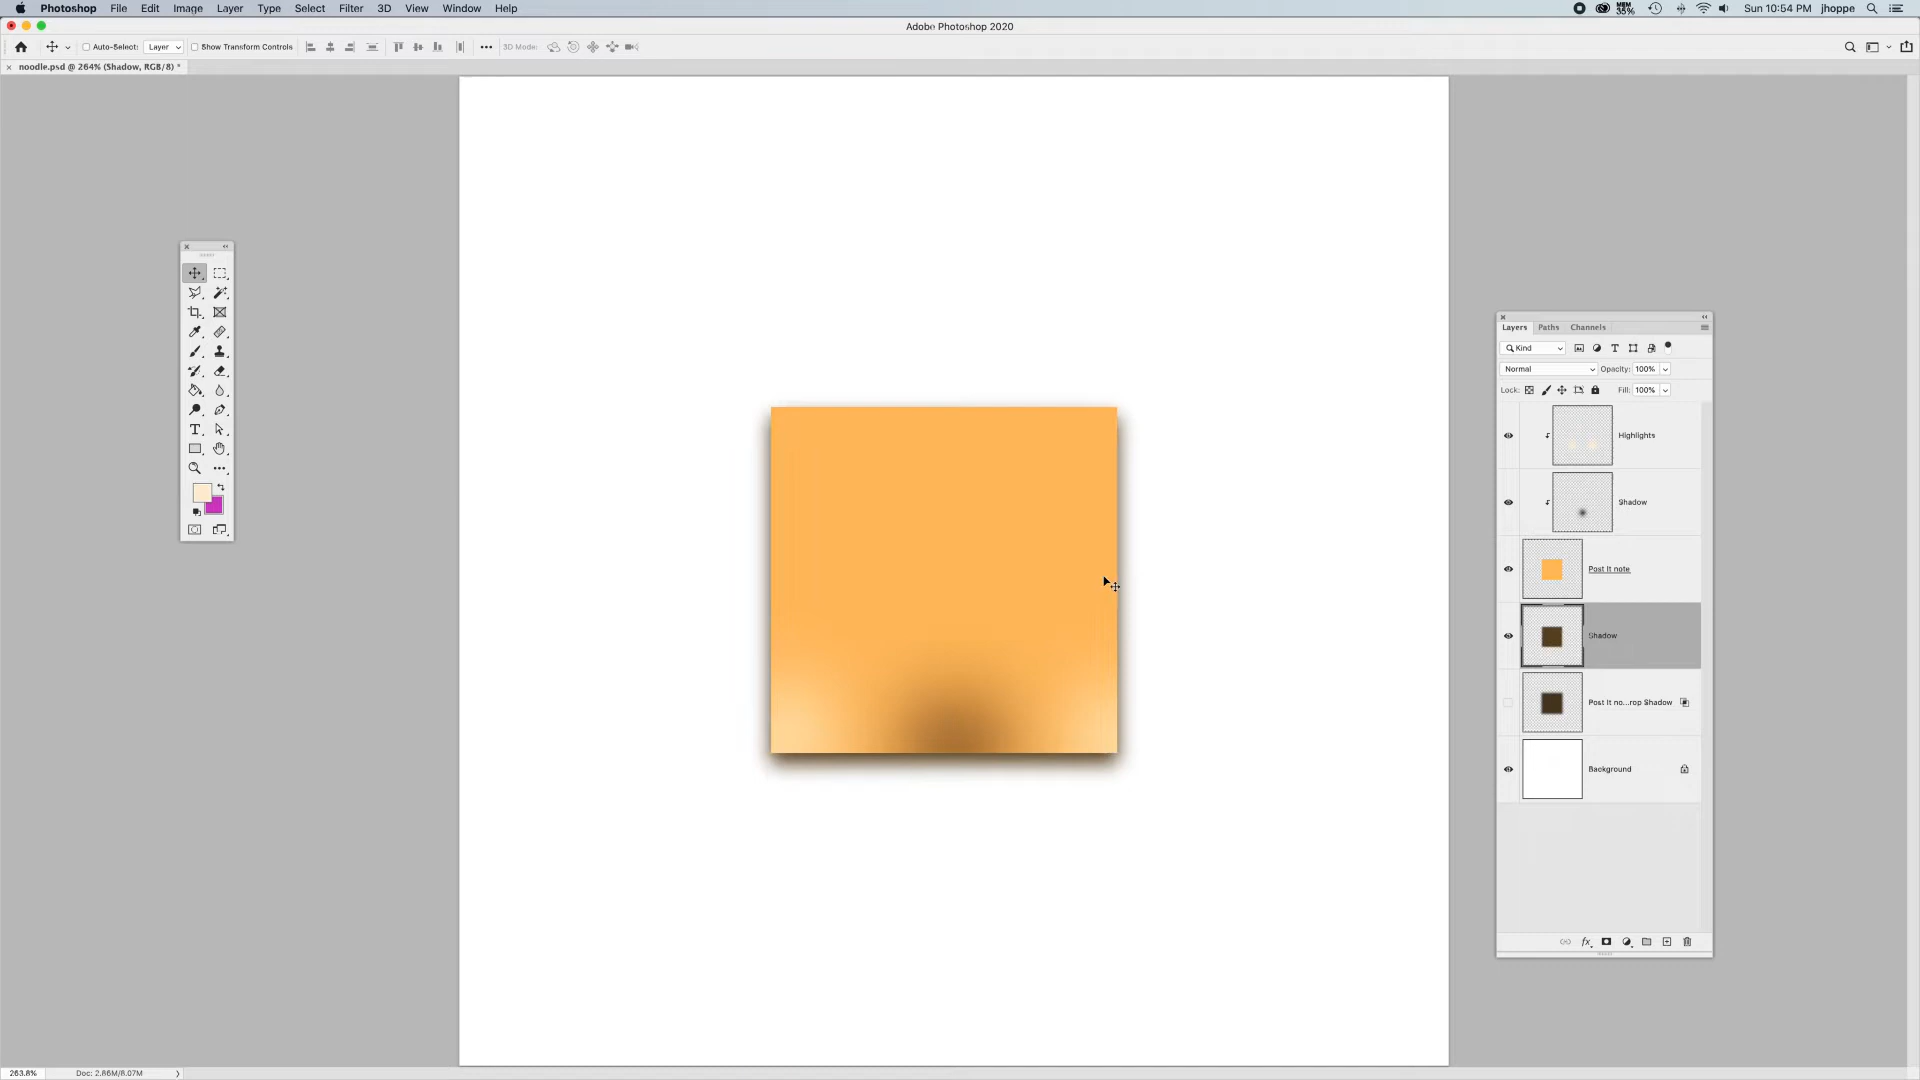 Photoshop File Edit Image Layer Type Select Filter 3D View Window Help MEM 35% Sun 10:54 PM jhoppe
Adobe Photoshop 2020
Auto-Select: Layer Show Transform Controls 3D Mode:
noodle.psd @ 264% (Shadow, RGB/8) *
Layers Paths Channels
Kind
Normal Opacity: 100%
Lock: Fill: 100%
Highlights
Shadow
Post It note
Shadow
Post It no...rop Shadow
Background
fx
263.8% Doc: 2.86M/8.07M